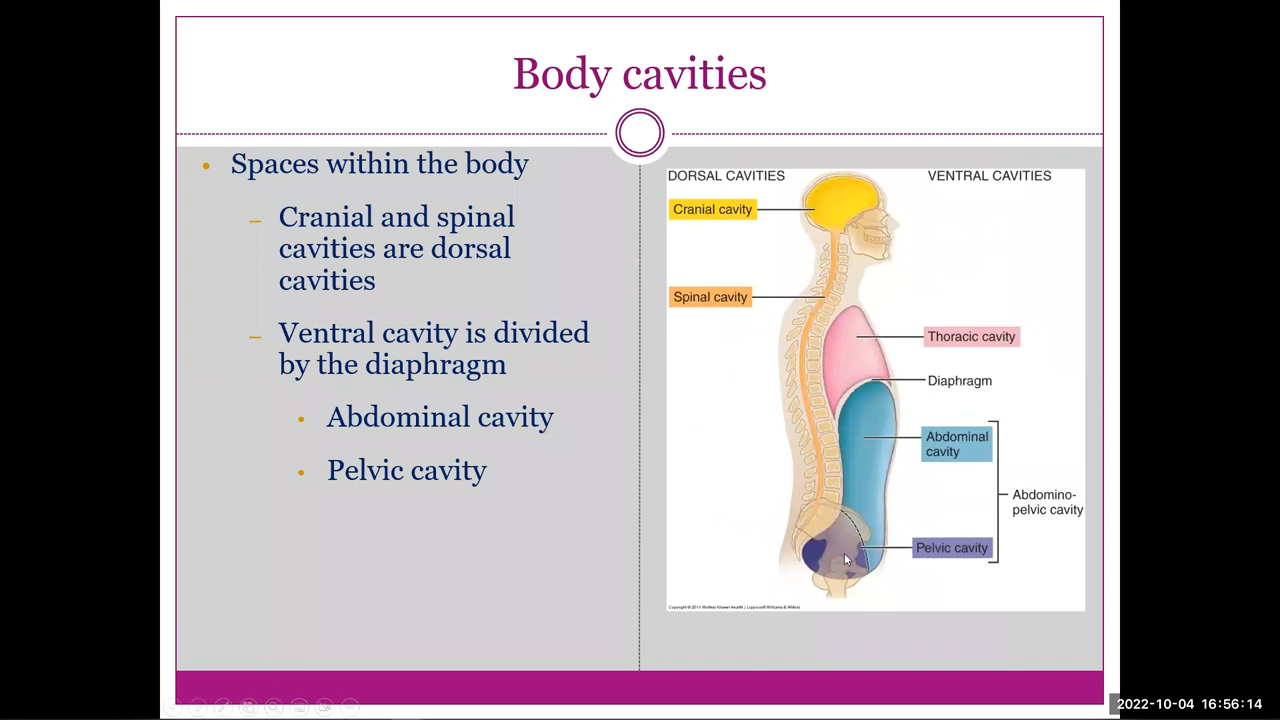 Body cavities
Spaces within the body
Cranial and spinal
cavities are dorsal
cavities
Ventral cavity is divided
by the diaphragm
Abdominal cavity
Pelvic cavity
DORSAL CAVITIES
VENTRAL CAVITIES
Cranial cavity
Spinal cavity
Thoracic cavity
Diaphragm
Abdominal
cavity
Abdomino-
pelvic cavity
Pelvic cavity
Copyright © 2011 Wolters Kluwer Health | Lippincott Williams & Wilkins
2022-10-04 16:56:14